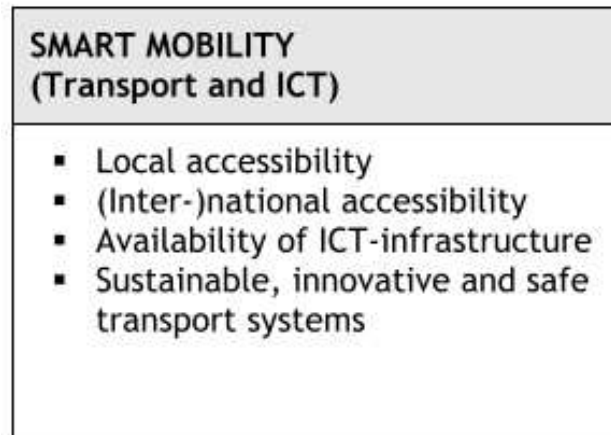 SMART MOBILITY
(Transport and ICT)
▪ Local accessibility
▪ (Inter-)national accessibility
▪ Availability of ICT-infrastructure
▪ Sustainable, innovative and safe
transport systems